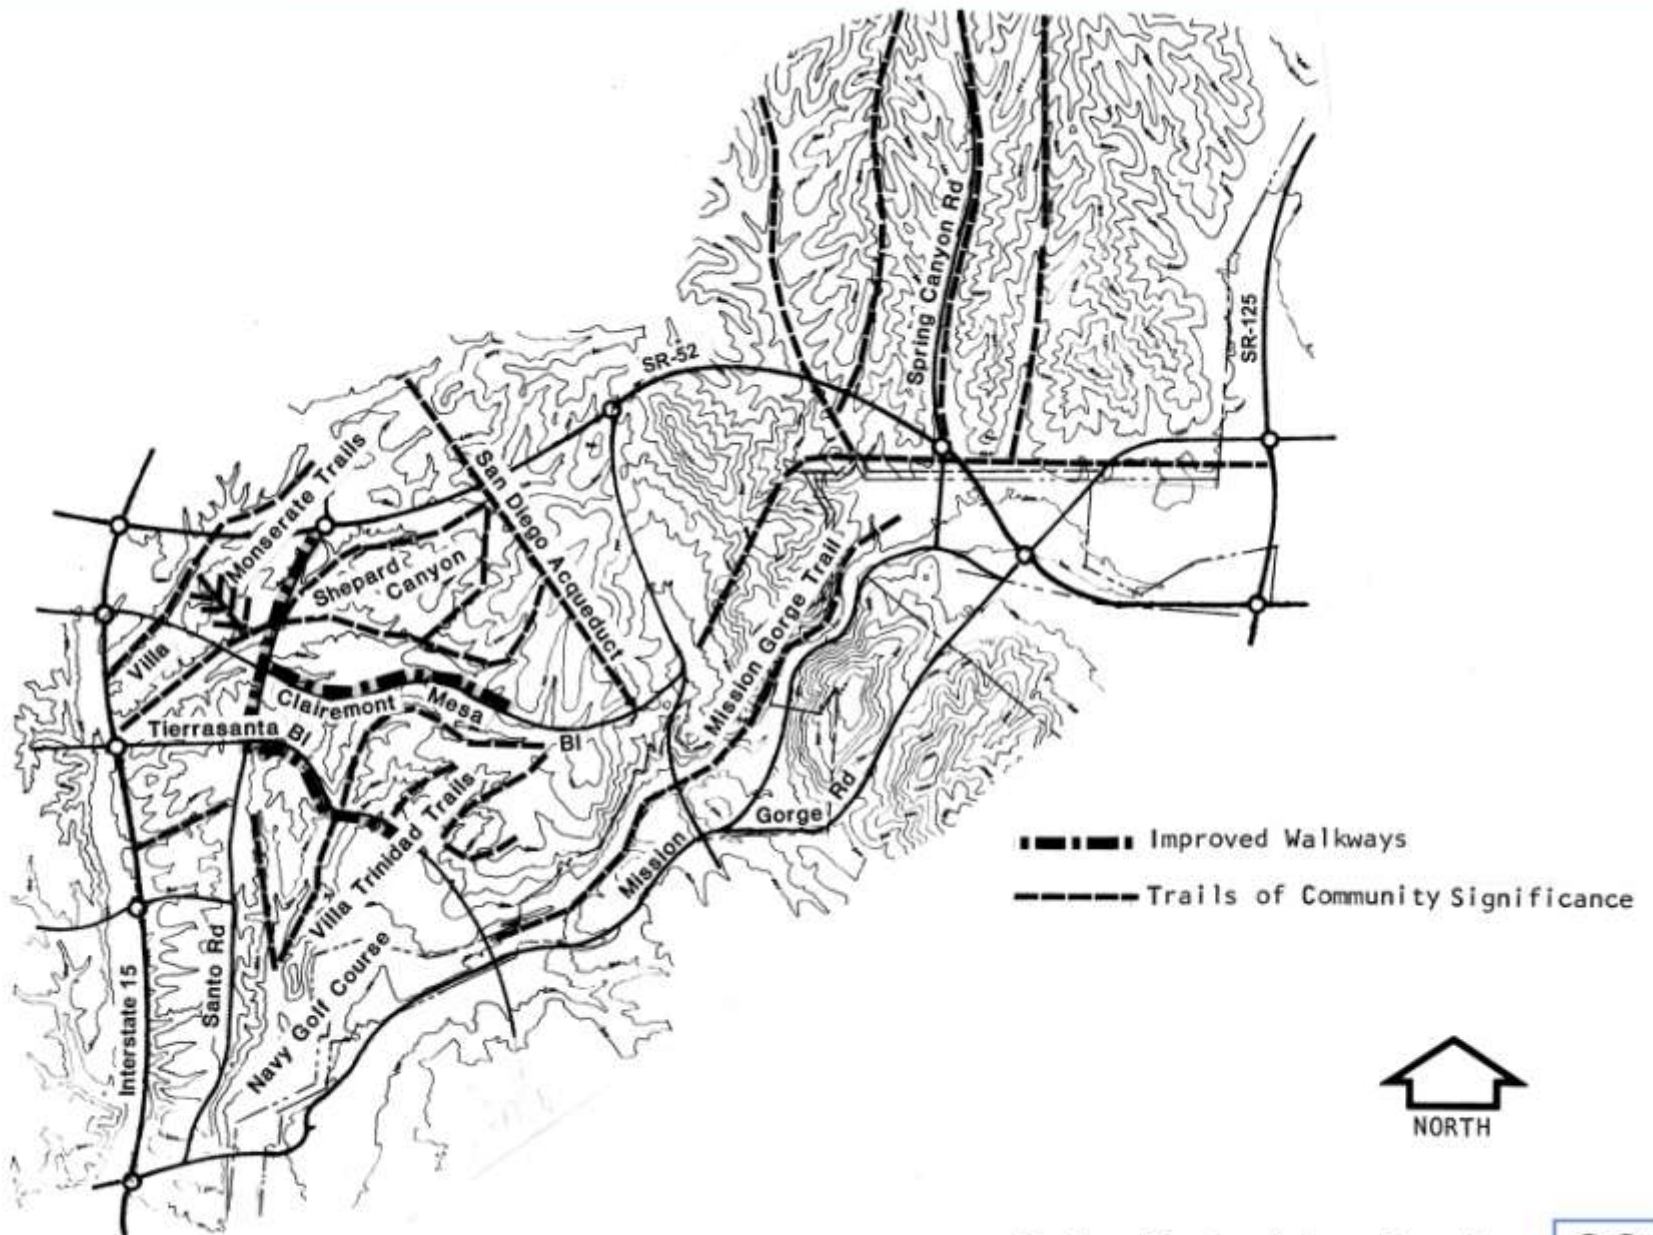 SR-52
Spring Canyon Rd
SR-125
Monserate Trails
Villa
San Diego Acqueduct
Shepard
Canyon
Mission Gorge Trail
Clairemont
Mesa
Bl
Tierrasanta
Bl
Villa Trinidad Trails
Mission
Gorge
Rd
Navy Golf Course
Santo Rd
Interstate 15
Improved Walkways
Trails of Community Significance
NORTH